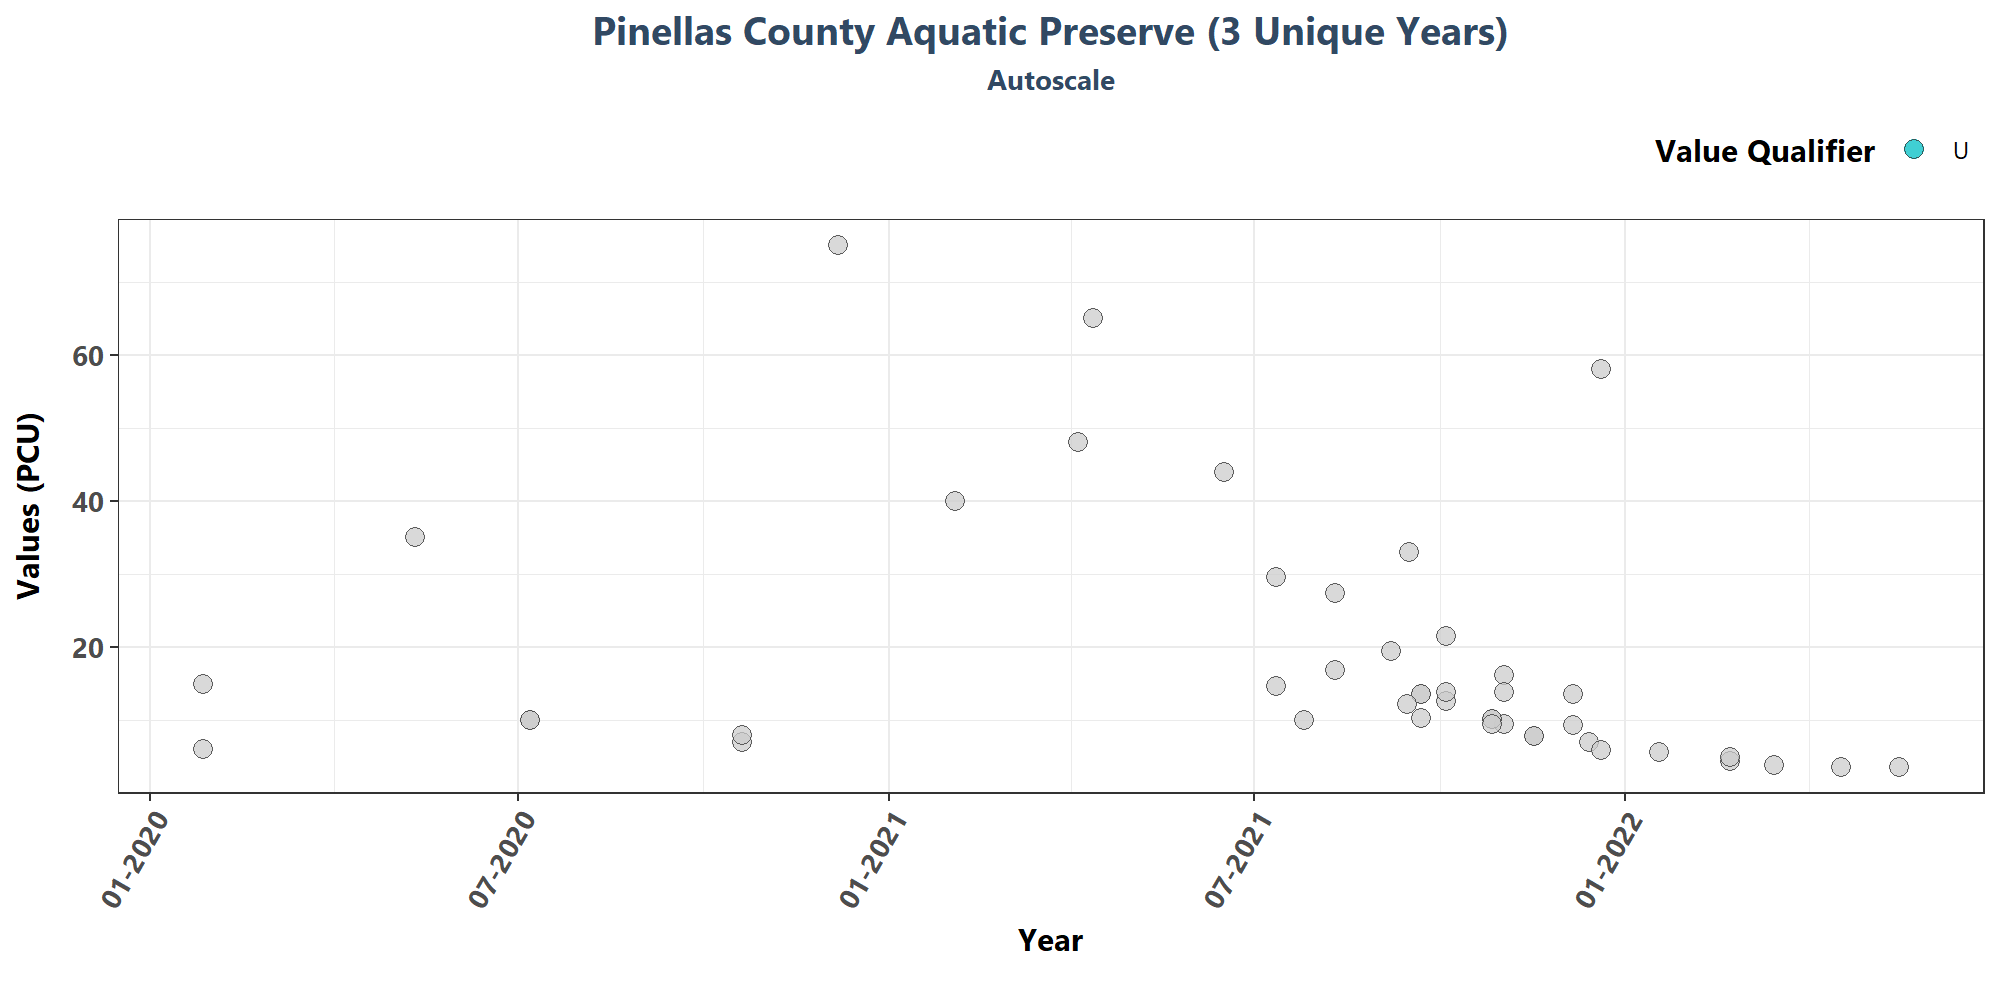 Pinellas County Aquatic Preserve (3 Unique Years)
Autoscale
Value Qualifier U
Values (PCU)
60
40
20
01-2020 07-2020 01-2021 07-2021 01-2022
Year